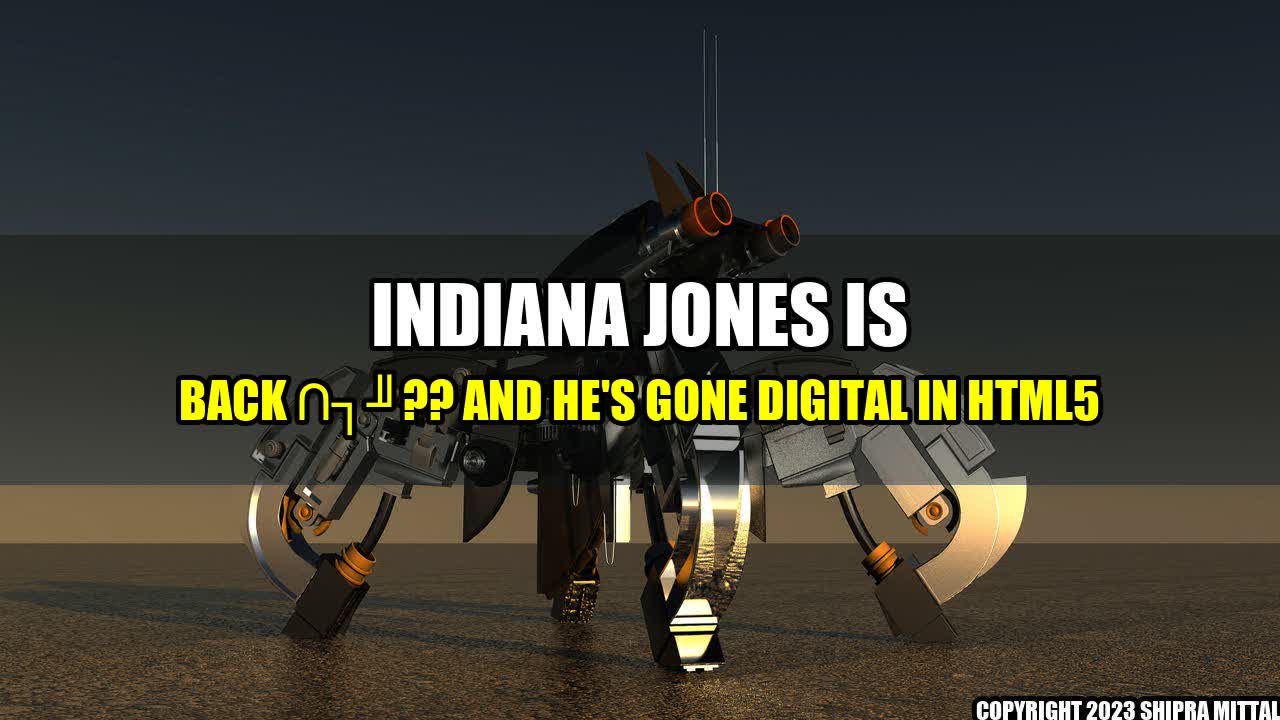 INDIANA JONES IS
BACK ∩┐╜?? AND HE'S GONE DIGITAL IN HTML5
COPYRIGHT 2023 SHIPRA MITTAL